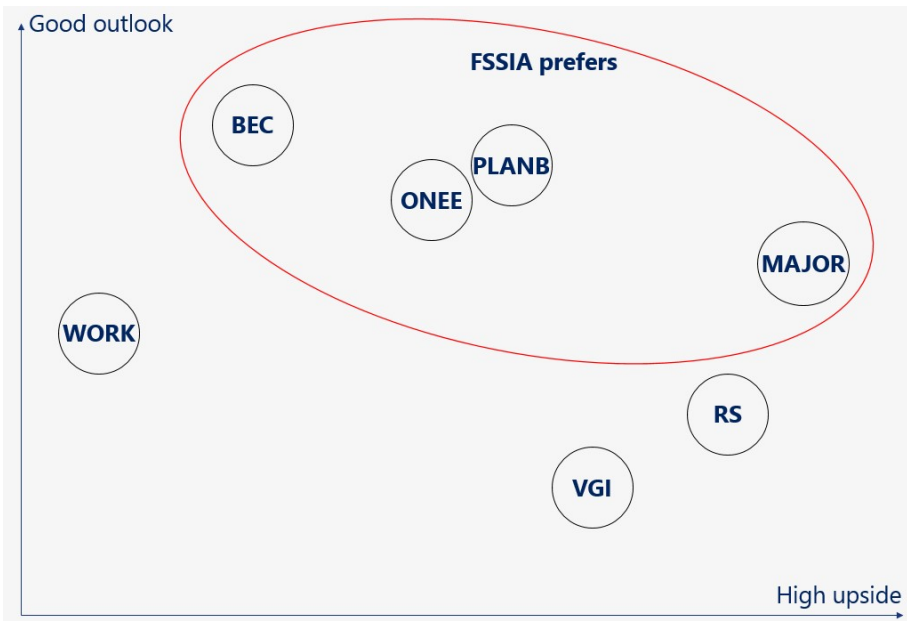 Good outlook
FSSIA prefers
BEC
PLANB
ONEE
MAJOR
WORK
RS
VGI
High upside